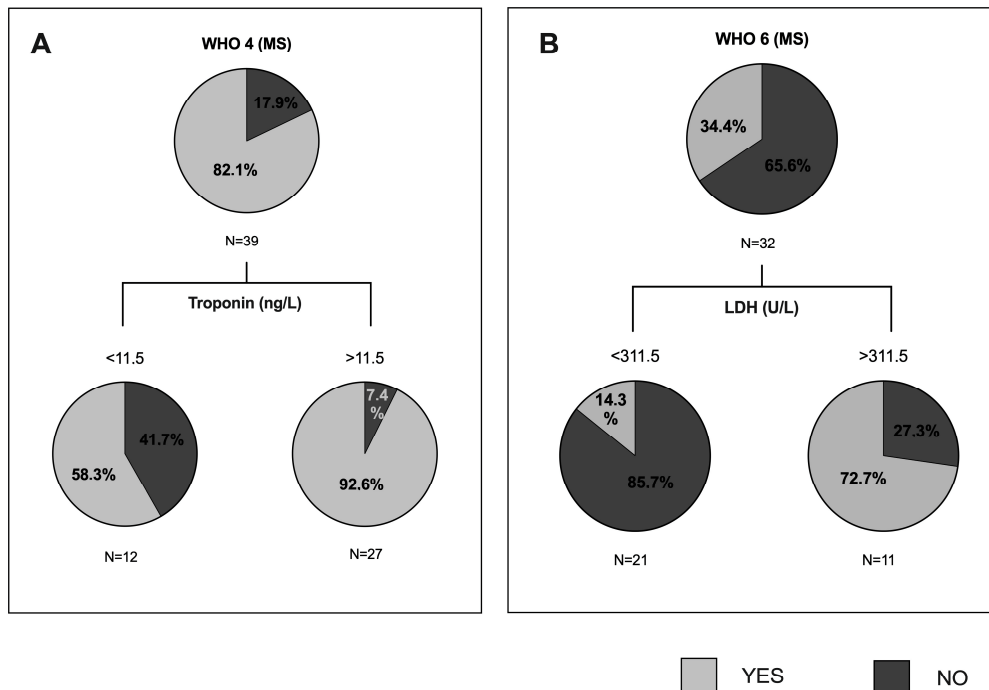 A
WHO 4 (MS)
17.9%
82.1%
N=39
Troponin (ng/L)
<11.5
>11.5
41.7%
58.3%
7.4
%
92.6%
N=12
N=27
B
WHO 6 (MS)
34.4%
65.6%
N=32
LDH (U/L)
<311.5
>311.5
14.3
%
85.7%
27.3%
72.7%
N=21
N=11
YES
NO